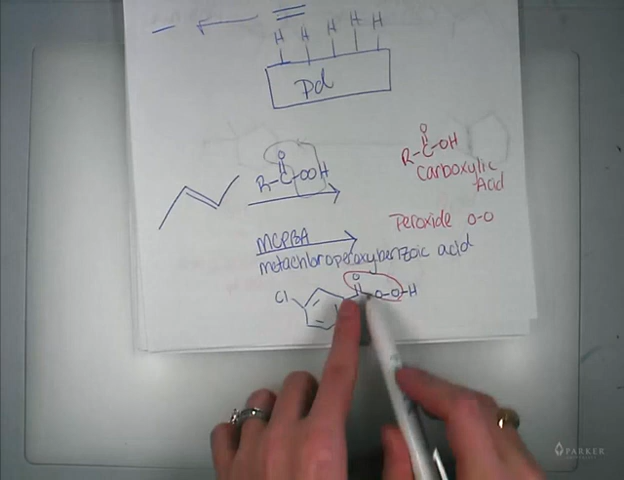 H H H H H
Pd
O
R-C-OOH
O
R-C-OH
Carboxylic
Acid
Peroxide O-O
MCPBA
metachloroperoxybenzoic acid
O
Cl
O-O-H
PARKER